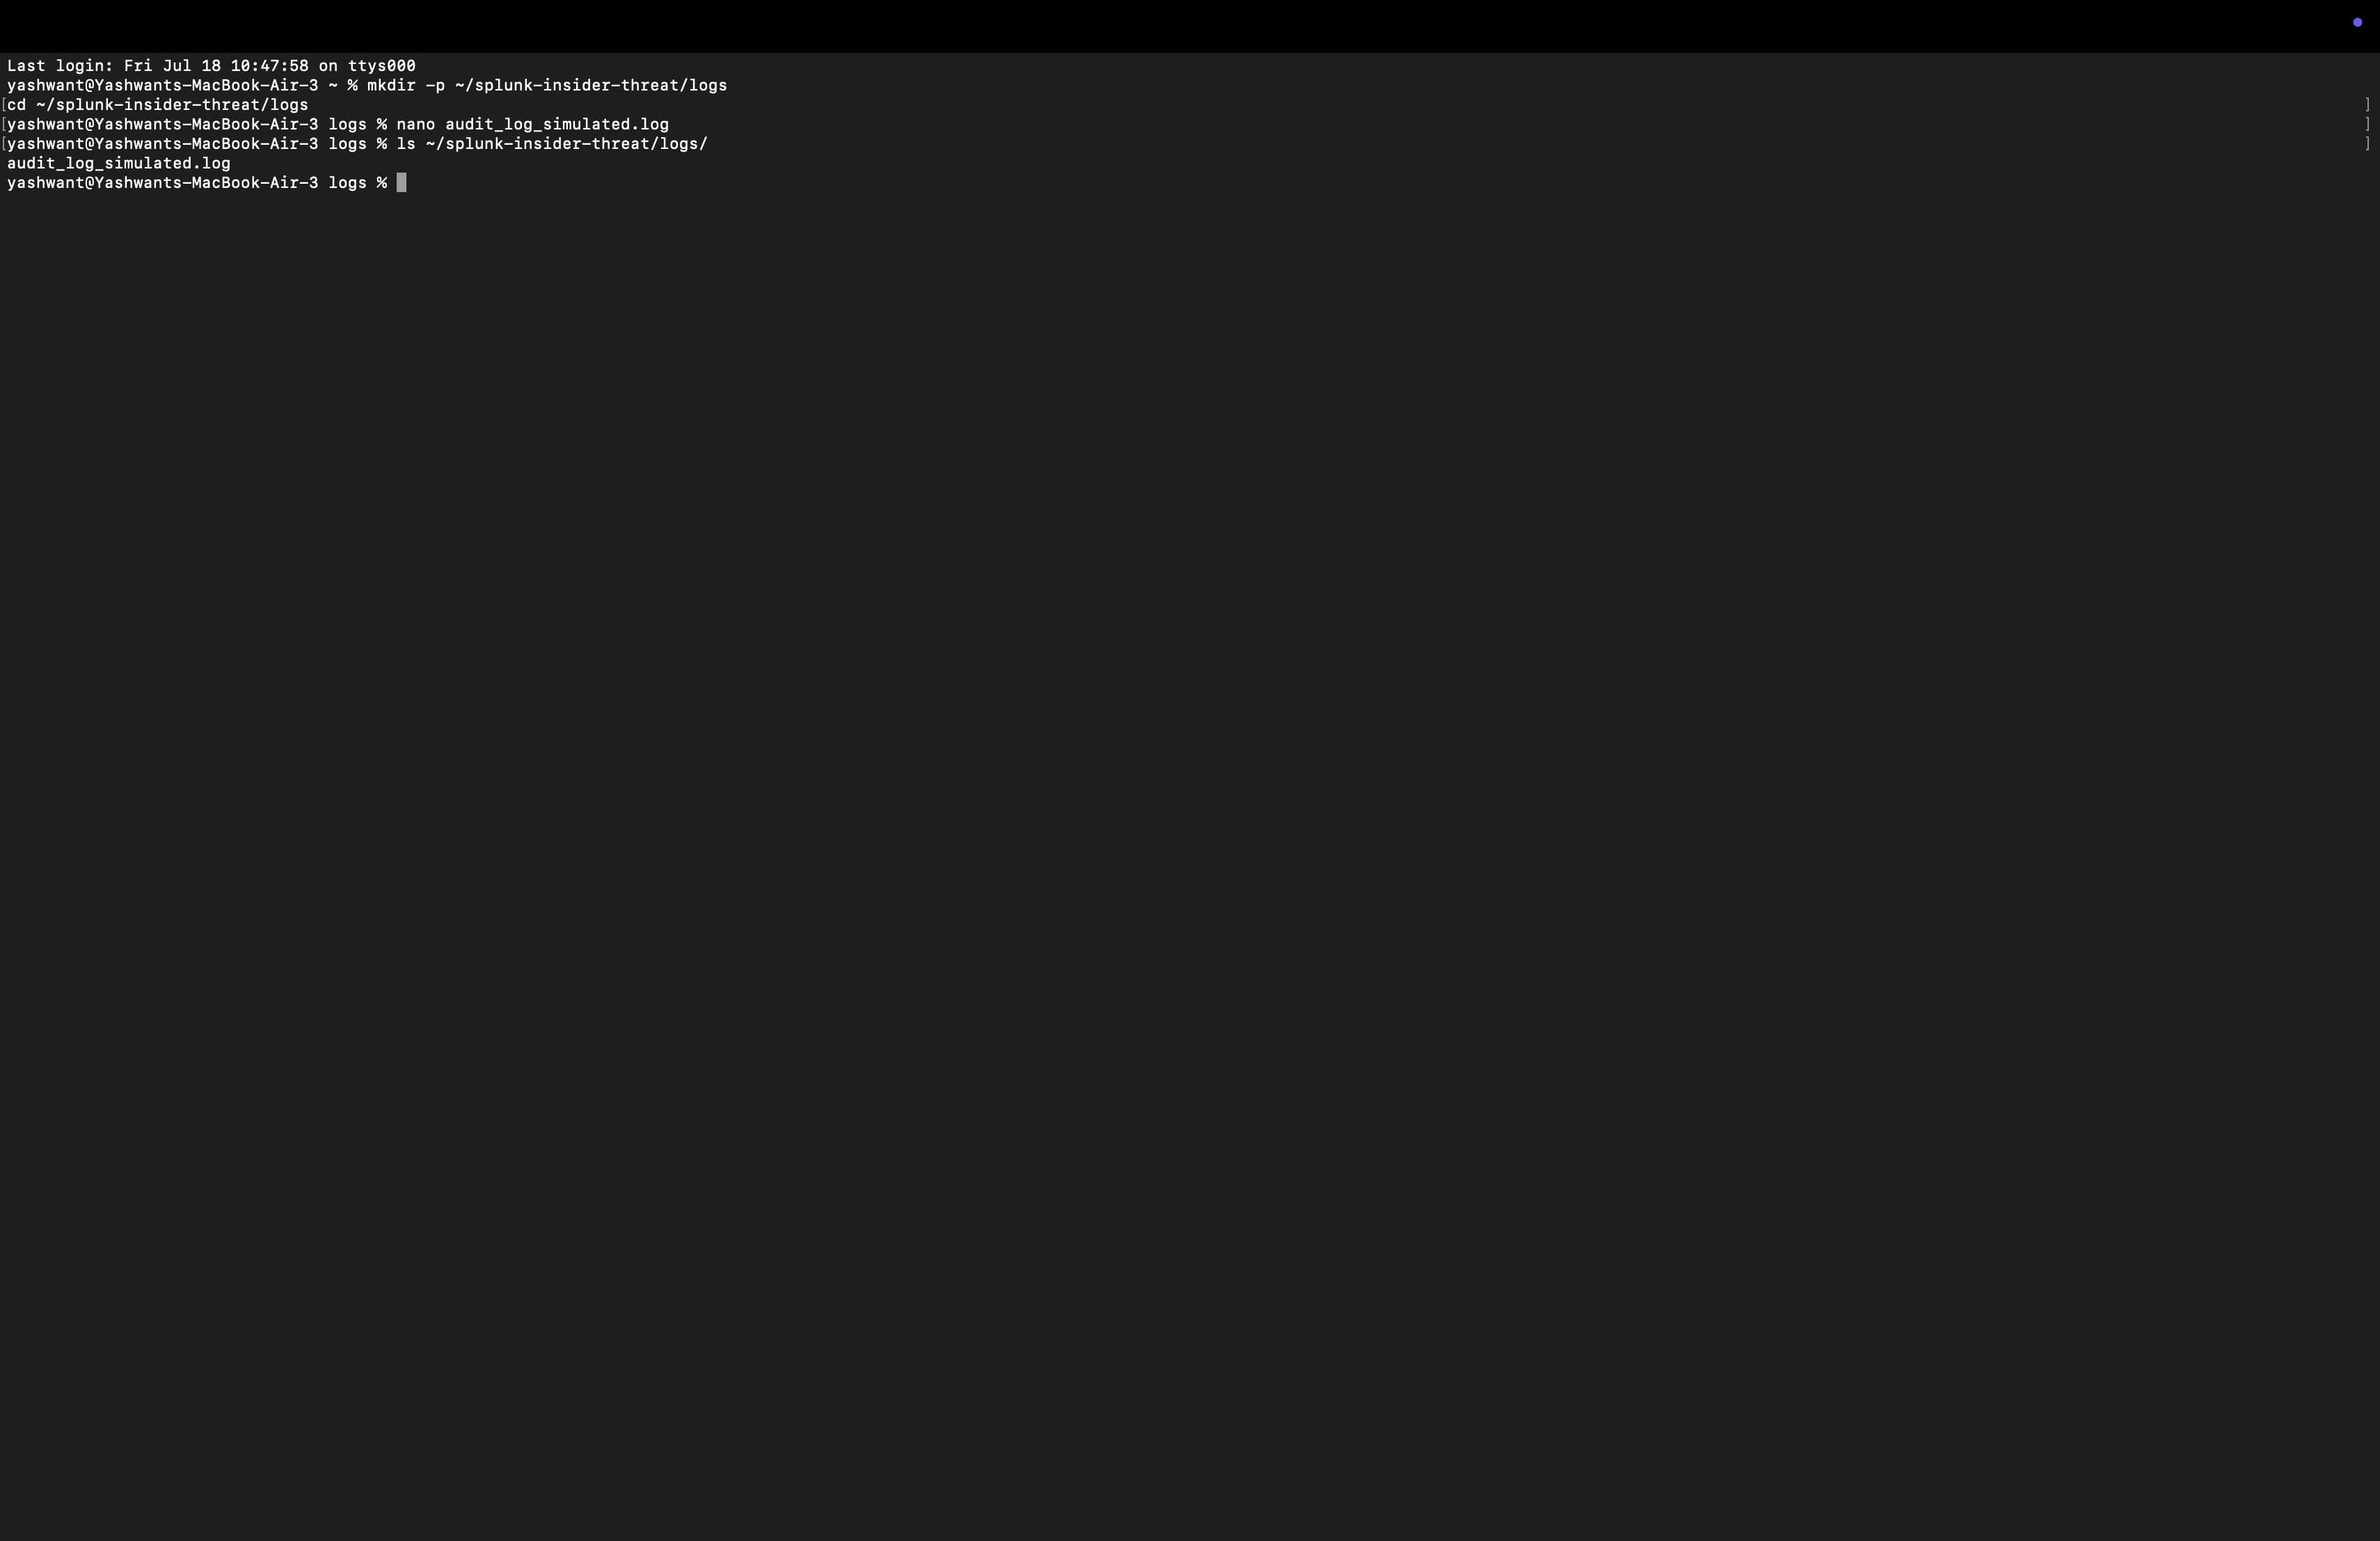 Last login: Fri Jul 18 10:47:58 on ttys000
yashwant@Yashwants-MacBook-Air-3 ~ % mkdir -p ~/splunk-insider-threat/logs
[cd ~/splunk-insider-threat/logs ]
[yashwant@Yashwants-MacBook-Air-3 logs % nano audit_log_simulated.log ]
[yashwant@Yashwants-MacBook-Air-3 logs % ls ~/splunk-insider-threat/logs/ ]
audit_log_simulated.log
yashwant@Yashwants-MacBook-Air-3 logs %